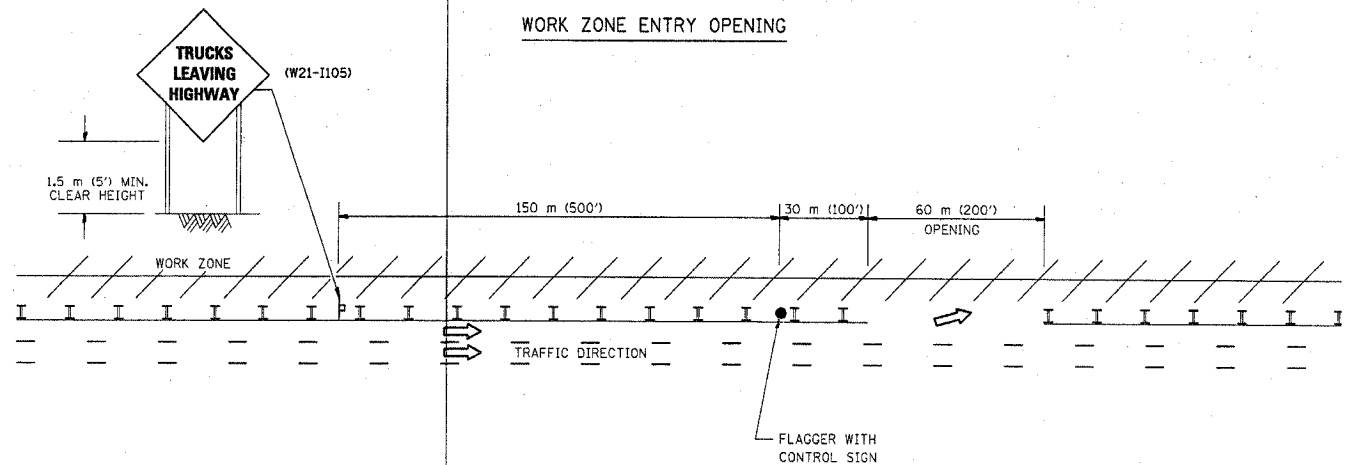 WORK ZONE ENTRY OPENING
TRUCKS
LEAVING
HIGHWAY
(W21-I105)
1.5 m (5') MIN.
CLEAR HEIGHT
150 m (500')
30 m (100')
60 m (200')
OPENING
WORK ZONE
TRAFFIC DIRECTION
FLAGGER WITH
CONTROL SIGN